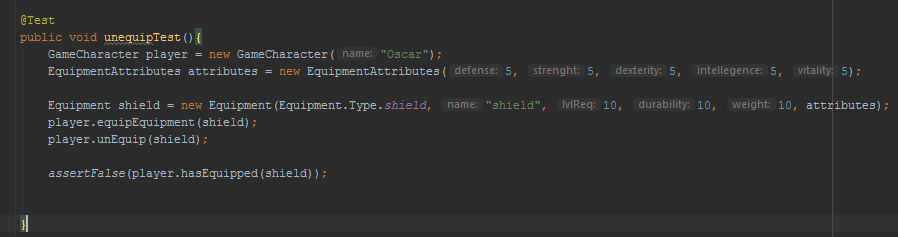 @Test
public void unequipTest(){
GameCharacter player = new GameCharacter( name: "Oscar");
EquipmentAttributes attributes = new EquipmentAttributes( defense: 5, strenght: 5, dexterity: 5, intellegence: 5, vitality: 5);
Equipment shield = new Equipment(Equipment.Type.shield, name: "shield", lvlReq: 10, durability: 10, weight: 10, attributes);
player.equipEquipment(shield);
player.unEquip(shield);
assertFalse(player.hasEquipped(shield));
}